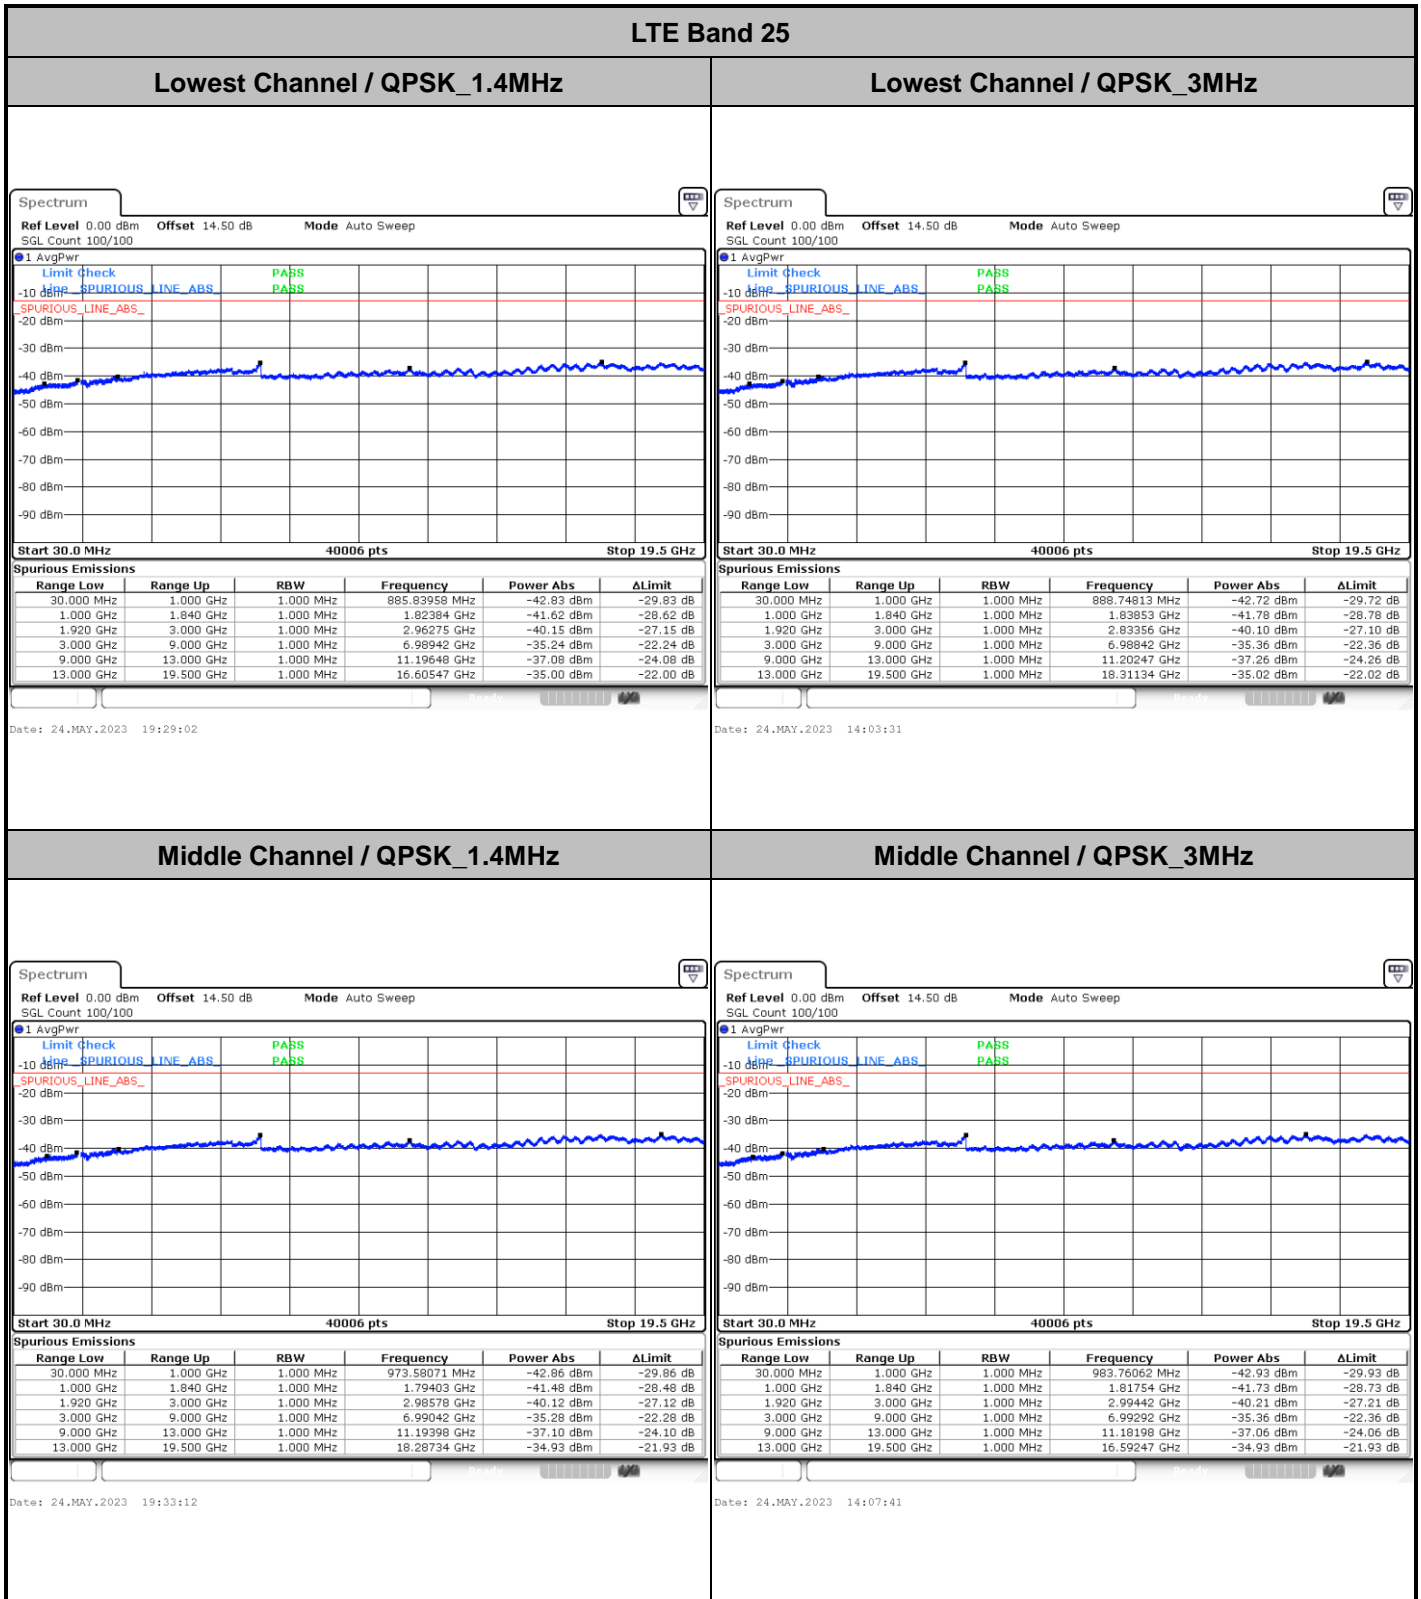 LTE Band 25
Lowest Channel / QPSK_1.4MHz
Lowest Channel / QPSK_3MHz
Spectrum
Ref Level 0.00 dBm Offset 14.50 dB Mode Auto Sweep
SGL Count 100/100
1 AvgPwr
Limit Check PASS
-10 dBm Line _SPURIOUS_LINE_ABS_ PASS
_SPURIOUS_LINE_ABS_
-20 dBm
-30 dBm
-40 dBm
-50 dBm
-60 dBm
-70 dBm
-80 dBm
-90 dBm
Start 30.0 MHz 40006 pts Stop 19.5 GHz
Spurious Emissions
Range Low Range Up RBW Frequency Power Abs ΔLimit
30.000 MHz 1.000 GHz 1.000 MHz 885.83958 MHz -42.83 dBm -29.83 dB
1.000 GHz 1.840 GHz 1.000 MHz 1.82384 GHz -41.62 dBm -28.62 dB
1.920 GHz 3.000 GHz 1.000 MHz 2.96275 GHz -40.15 dBm -27.15 dB
3.000 GHz 9.000 GHz 1.000 MHz 6.98942 GHz -35.24 dBm -22.24 dB
9.000 GHz 13.000 GHz 1.000 MHz 11.19648 GHz -37.08 dBm -24.08 dB
13.000 GHz 19.500 GHz 1.000 MHz 16.60547 GHz -35.00 dBm -22.00 dB
Date: 24.MAY.2023 19:29:02
Spectrum
Ref Level 0.00 dBm Offset 14.50 dB Mode Auto Sweep
SGL Count 100/100
1 AvgPwr
Limit Check PASS
-10 dBm Line _SPURIOUS_LINE_ABS_ PASS
_SPURIOUS_LINE_ABS_
-20 dBm
-30 dBm
-40 dBm
-50 dBm
-60 dBm
-70 dBm
-80 dBm
-90 dBm
Start 30.0 MHz 40006 pts Stop 19.5 GHz
Spurious Emissions
Range Low Range Up RBW Frequency Power Abs ΔLimit
30.000 MHz 1.000 GHz 1.000 MHz 888.74813 MHz -42.72 dBm -29.72 dB
1.000 GHz 1.840 GHz 1.000 MHz 1.83853 GHz -41.78 dBm -28.78 dB
1.920 GHz 3.000 GHz 1.000 MHz 2.83356 GHz -40.10 dBm -27.10 dB
3.000 GHz 9.000 GHz 1.000 MHz 6.98842 GHz -35.36 dBm -22.36 dB
9.000 GHz 13.000 GHz 1.000 MHz 11.20247 GHz -37.26 dBm -24.26 dB
13.000 GHz 19.500 GHz 1.000 MHz 18.31134 GHz -35.02 dBm -22.02 dB
Date: 24.MAY.2023 14:03:31
Middle Channel / QPSK_1.4MHz
Middle Channel / QPSK_3MHz
Spectrum
Ref Level 0.00 dBm Offset 14.50 dB Mode Auto Sweep
SGL Count 100/100
1 AvgPwr
Limit Check PASS
-10 dBm Line _SPURIOUS_LINE_ABS_ PASS
_SPURIOUS_LINE_ABS_
-20 dBm
-30 dBm
-40 dBm
-50 dBm
-60 dBm
-70 dBm
-80 dBm
-90 dBm
Start 30.0 MHz 40006 pts Stop 19.5 GHz
Spurious Emissions
Range Low Range Up RBW Frequency Power Abs ΔLimit
30.000 MHz 1.000 GHz 1.000 MHz 973.58071 MHz -42.86 dBm -29.86 dB
1.000 GHz 1.840 GHz 1.000 MHz 1.79403 GHz -41.48 dBm -28.48 dB
1.920 GHz 3.000 GHz 1.000 MHz 2.98578 GHz -40.12 dBm -27.12 dB
3.000 GHz 9.000 GHz 1.000 MHz 6.99042 GHz -35.28 dBm -22.28 dB
9.000 GHz 13.000 GHz 1.000 MHz 11.19398 GHz -37.10 dBm -24.10 dB
13.000 GHz 19.500 GHz 1.000 MHz 18.28734 GHz -34.93 dBm -21.93 dB
Date: 24.MAY.2023 19:33:12
Spectrum
Ref Level 0.00 dBm Offset 14.50 dB Mode Auto Sweep
SGL Count 100/100
1 AvgPwr
Limit Check PASS
-10 dBm Line _SPURIOUS_LINE_ABS_ PASS
_SPURIOUS_LINE_ABS_
-20 dBm
-30 dBm
-40 dBm
-50 dBm
-60 dBm
-70 dBm
-80 dBm
-90 dBm
Start 30.0 MHz 40006 pts Stop 19.5 GHz
Spurious Emissions
Range Low Range Up RBW Frequency Power Abs ΔLimit
30.000 MHz 1.000 GHz 1.000 MHz 983.76062 MHz -42.93 dBm -29.93 dB
1.000 GHz 1.840 GHz 1.000 MHz 1.81754 GHz -41.73 dBm -28.73 dB
1.920 GHz 3.000 GHz 1.000 MHz 2.99442 GHz -40.21 dBm -27.21 dB
3.000 GHz 9.000 GHz 1.000 MHz 6.99292 GHz -35.36 dBm -22.36 dB
9.000 GHz 13.000 GHz 1.000 MHz 11.18198 GHz -37.06 dBm -24.06 dB
13.000 GHz 19.500 GHz 1.000 MHz 16.59247 GHz -34.93 dBm -21.93 dB
Date: 24.MAY.2023 14:07:41